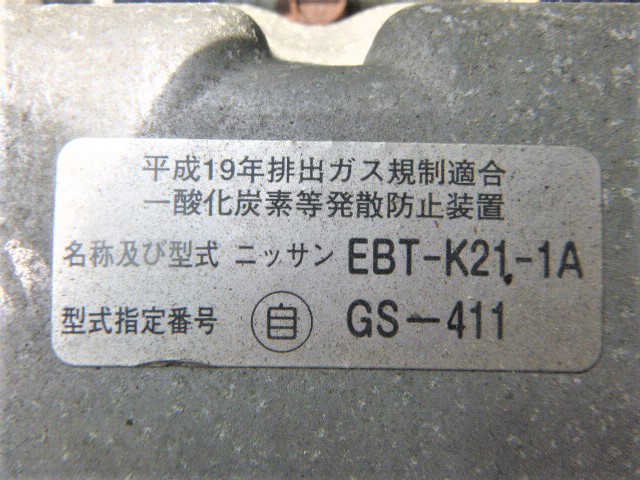 平成19年排出ガス規制適合
一酸化炭素等発散防止装置
名称及び型式 ニッサン EBT-K21-1A
型式指定番号 自 GS-411